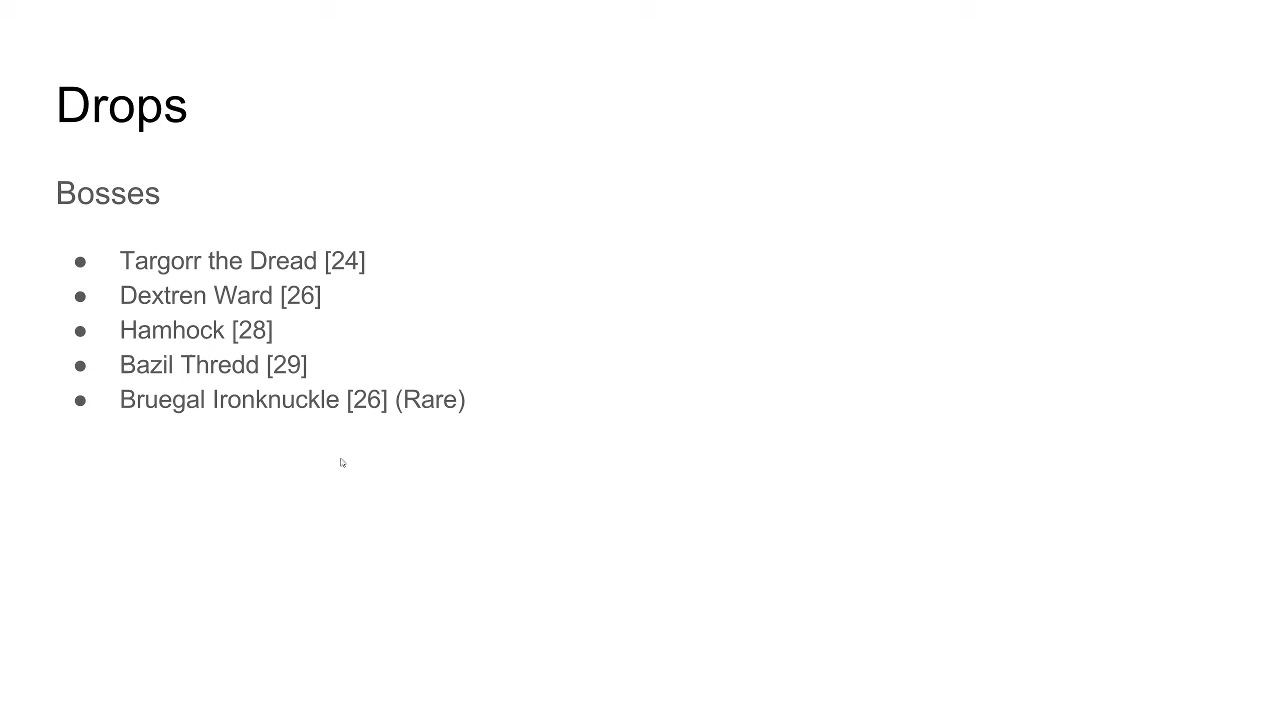 Drops
Bosses
● Targorr the Dread [24]
● Dextren Ward [26]
● Hamhock [28]
● Bazil Thredd [29]
● Bruegal Ironknuckle [26] (Rare)